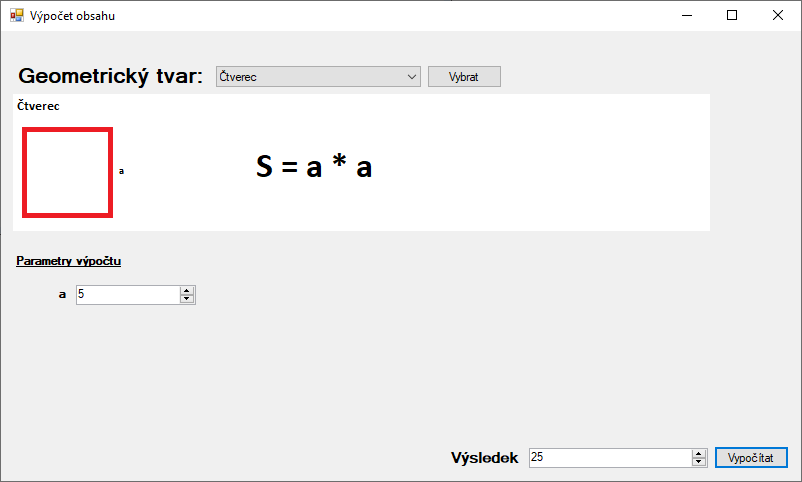 Výpočet obsahu
Geometrický tvar: Čtverec Vybrat
Čtverec
a
S = a * a
Parametry výpočtu
a 5
Výsledek 25 Vypočítat